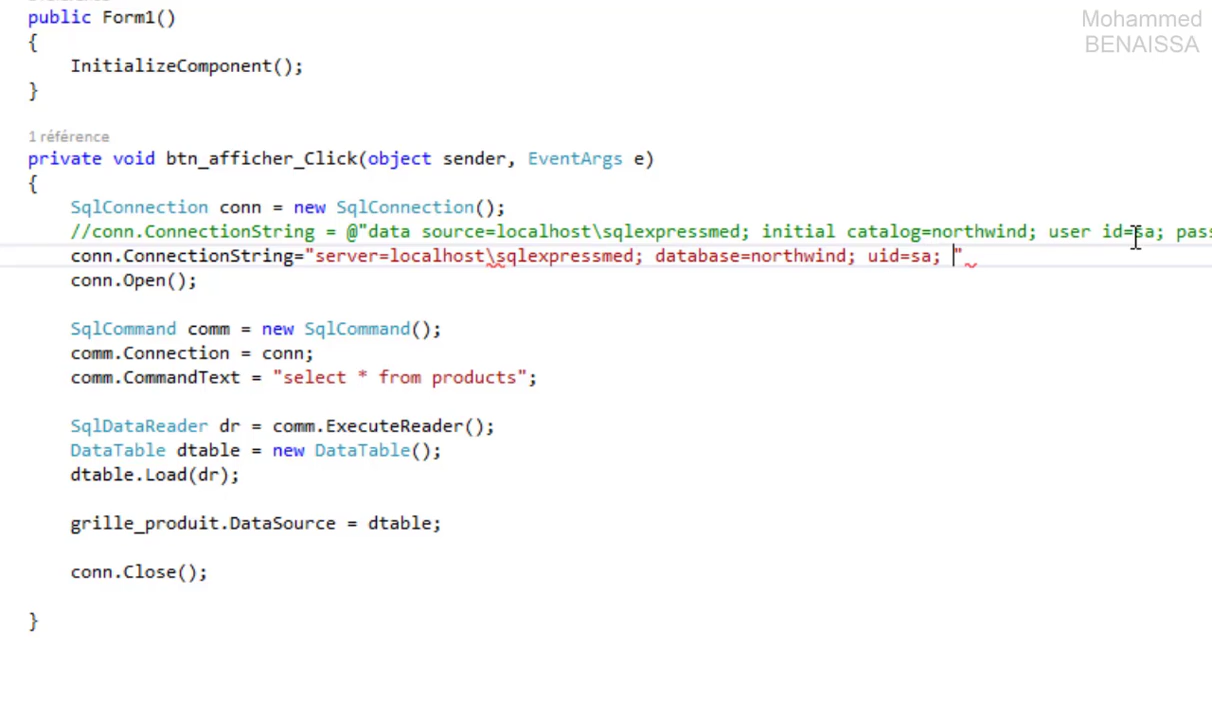 Mohammed
BENAISSA
public Form1()
{
InitializeComponent();
}
1 référence
private void btn_afficher_Click(object sender, EventArgs e)
{
SqlConnection conn = new SqlConnection();
//conn.ConnectionString = @"data source=localhost\sqlexpressmed; initial catalog=northwind; user id=sa; pas
conn.ConnectionString="server=localhost\sqlexpressmed; database=northwind; uid=sa; "
conn.Open();
SqlCommand comm = new SqlCommand();
comm.Connection = conn;
comm.CommandText = "select * from products";
SqlDataReader dr = comm.ExecuteReader();
DataTable dtable = new DataTable();
dtable.Load(dr);
grille_produit.DataSource = dtable;
conn.Close();
}